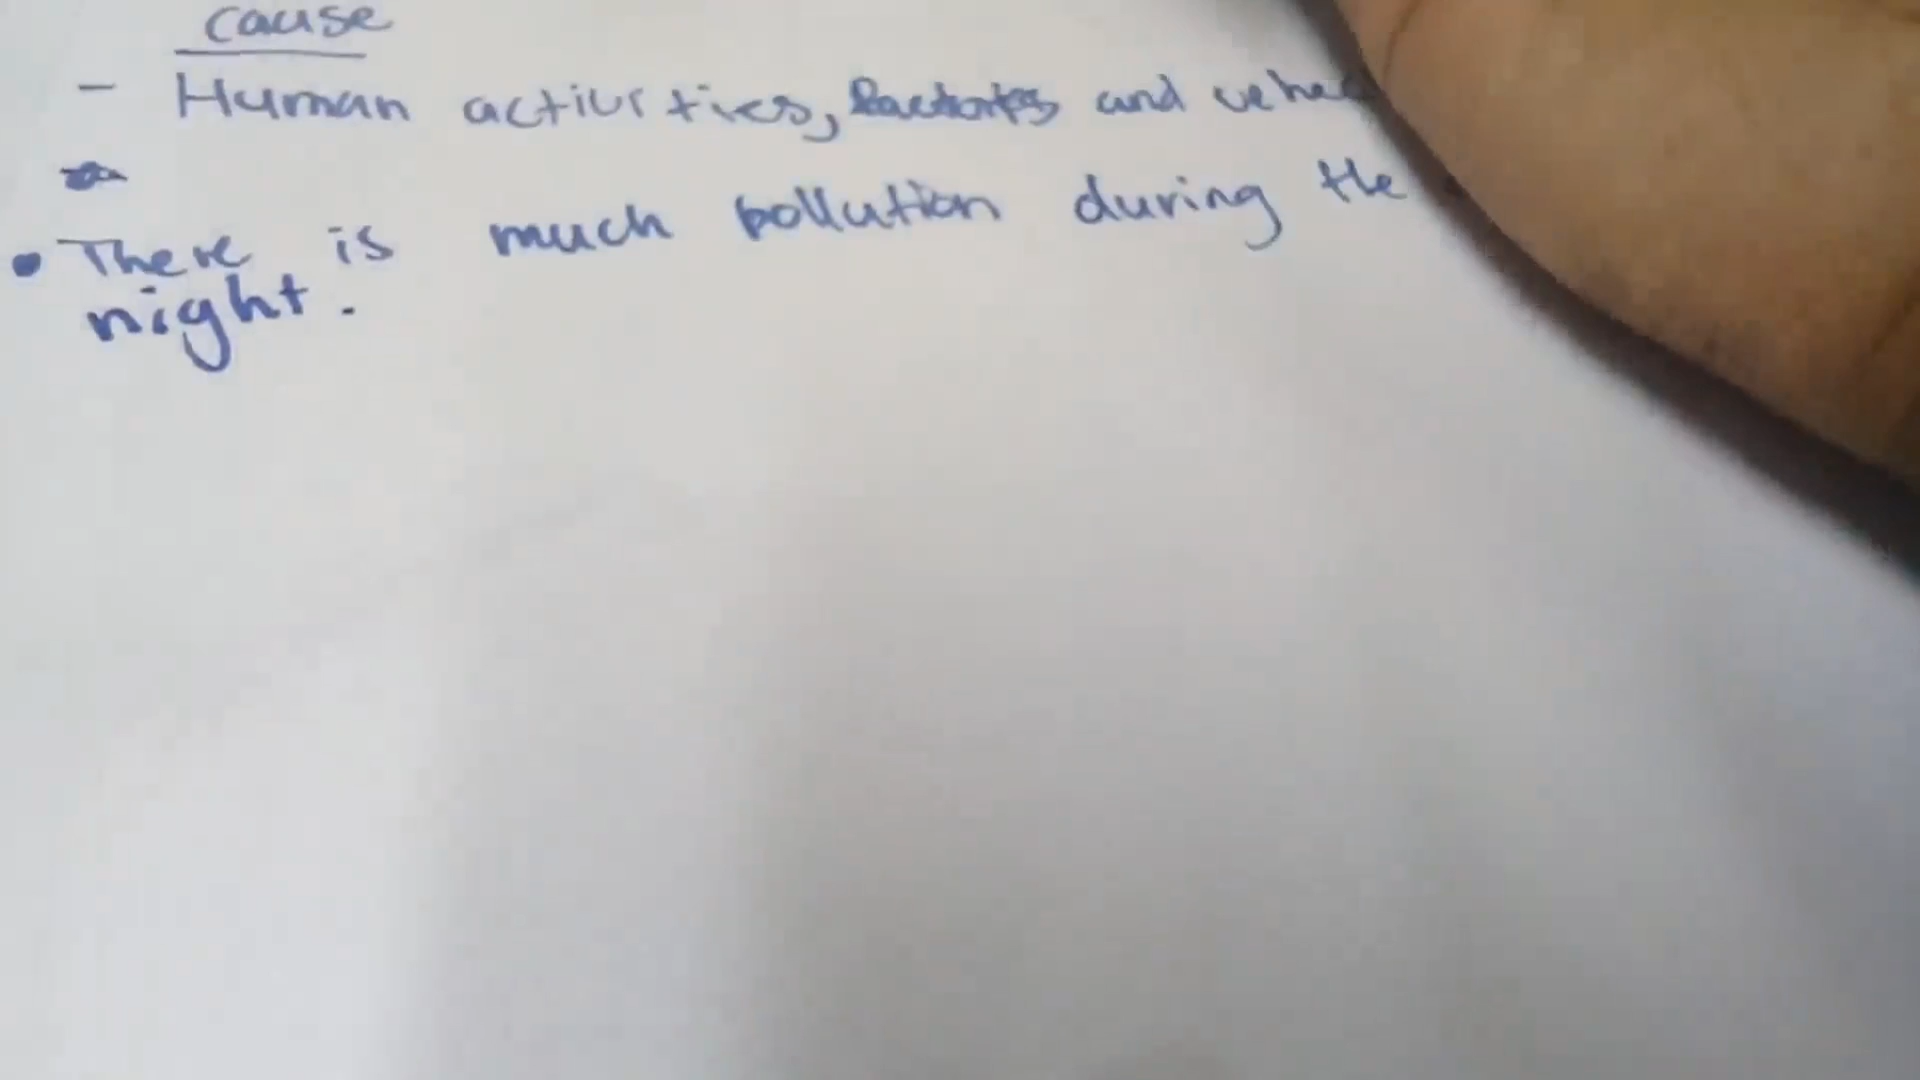 cause
- Human activities, factories and
• There is much pollution during the
night.